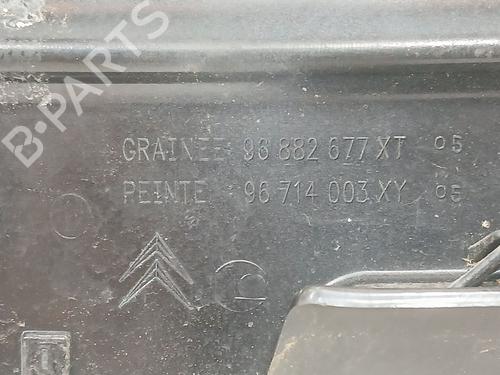 B-PARTS
GRAINEE 96 882 677 XT 05
PEINTE 96 714 003 XY 05